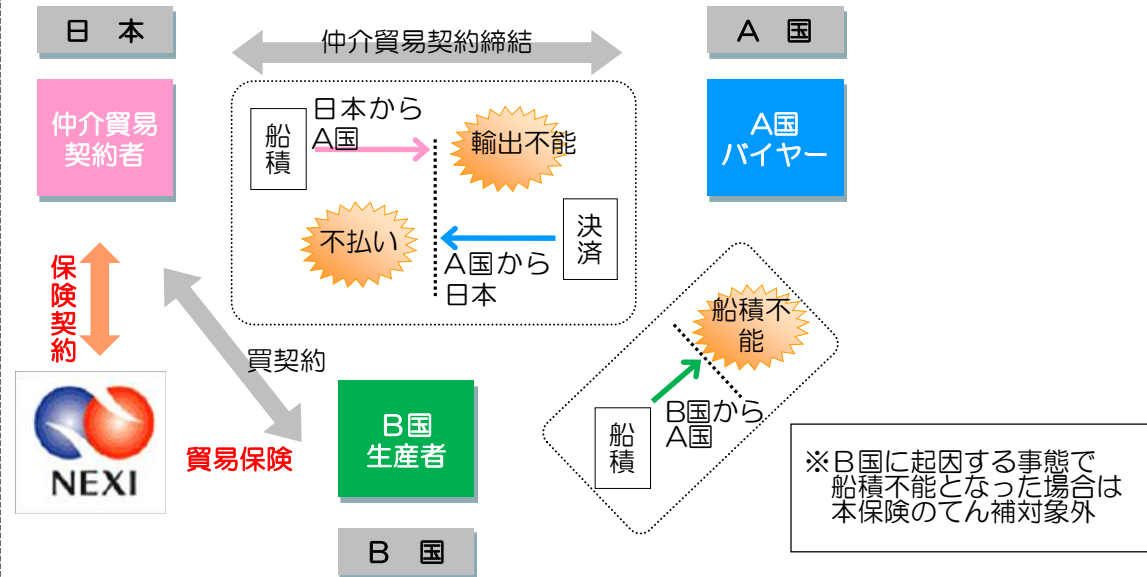 日 本
仲介貿易契約締結
A 国
仲介貿易
契約者
船
積
日本から
A国
輸出不能
A国
バイヤー
不払い
決
済
A国から
日本
保
険
契
約
船積不
能
買契約
B国
生産者
船
積
B国から
A国
NEXI
貿易保険
※B国に起因する事態で
船積不能となった場合は
本保険のてん補対象外
B 国